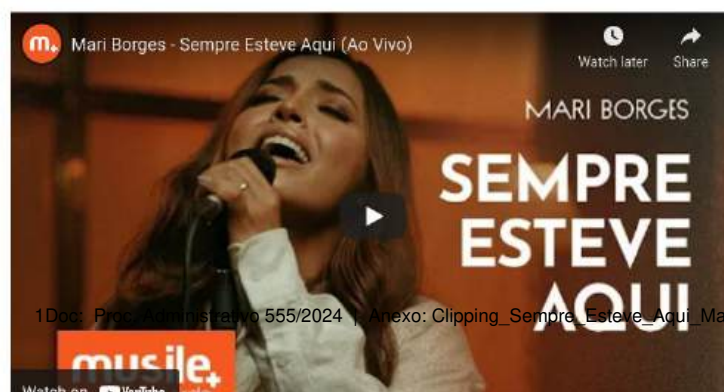 m+ Mari Borges - Sempre Esteve Aqui (Ao Vivo)
Watch later Share
MARI BORGES
SEMPRE
ESTEVE
AQUI
1Doc: Proc. Administrativo 555/2024 | Anexo: Clipping_Sempre_Esteve_Aqui_Ma
musile+
Watch on YouTube